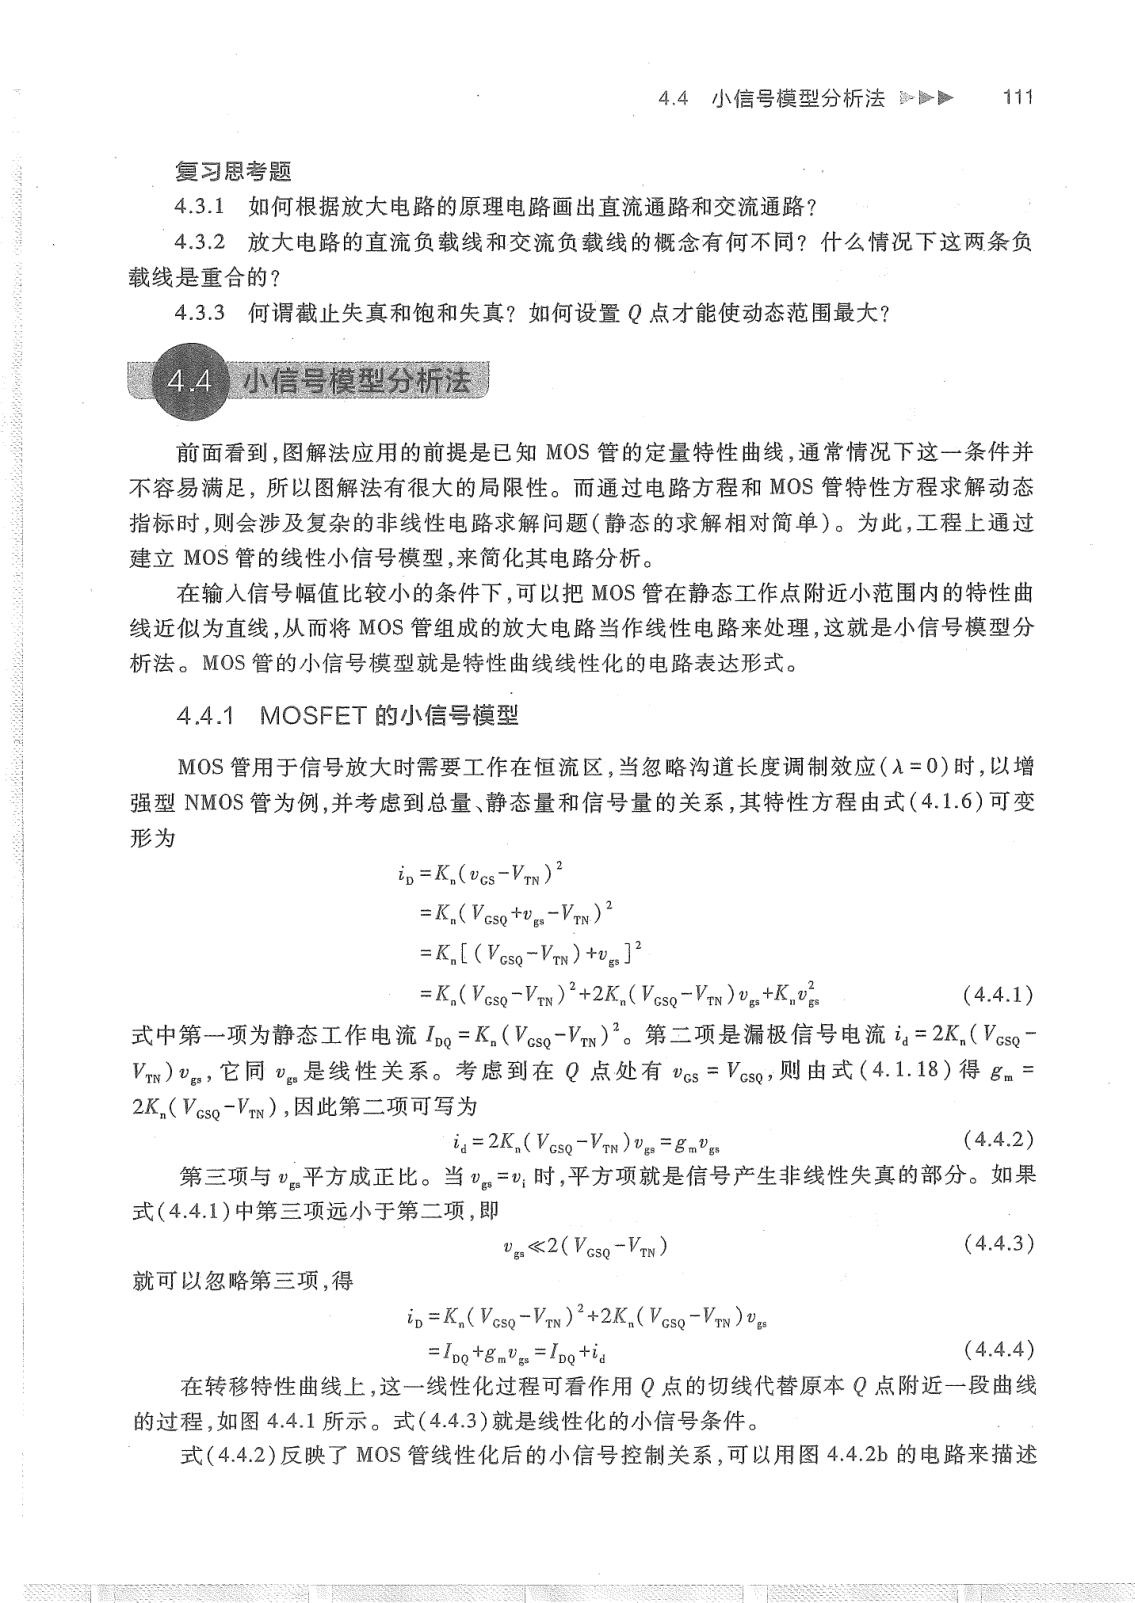 4.4 小信号模型分析法 ▶▶▶ 111
复习思考题
4.3.1 如何根据放大电路的原理电路画出直流通路和交流通路?
4.3.2 放大电路的直流负载线和交流负载线的概念有何不同? 什么情况下这两条负
载线是重合的?
4.3.3 何谓截止失真和饱和失真? 如何设置 Q 点才能使动态范围最大?
4.4 小信号模型分析法
前面看到,图解法应用的前提是已知 MOS 管的定量特性曲线,通常情况下这一条件并
不容易满足, 所以图解法有很大的局限性。而通过电路方程和 MOS 管特性方程求解动态
指标时,则会涉及复杂的非线性电路求解问题(静态的求解相对简单)。为此,工程上通过
建立 MOS 管的线性小信号模型,来简化其电路分析。
在输入信号幅值比较小的条件下,可以把 MOS 管在静态工作点附近小范围内的特性曲
线近似为直线,从而将 MOS 管组成的放大电路当作线性电路来处理,这就是小信号模型分
析法。MOS 管的小信号模型就是特性曲线线性化的电路表达形式。
4.4.1 MOSFET 的小信号模型
MOS 管用于信号放大时需要工作在恒流区,当忽略沟道长度调制效应(λ=0)时,以增
强型 NMOS 管为例,并考虑到总量、静态量和信号量的关系,其特性方程由式(4.1.6)可变
形为
i_D=K_n(v_GS-V_TN)^2
=K_n(V_GSQ+v_gs-V_TN)^2
=K_n[(V_GSQ-V_TN)+v_gs]^2
=K_n(V_GSQ-V_TN)^2+2K_n(V_GSQ-V_TN)v_gs+K_nv_gs^2 (4.4.1)
式中第一项为静态工作电流 I_DQ=K_n(V_GSQ-V_TN)^2。第二项是漏极信号电流 i_d=2K_n(V_GSQ-
V_TN)v_gs,它同 v_gs 是线性关系。考虑到在 Q 点处有 v_GS=V_GSQ,则由式(4.1.18)得 g_m=
2K_n(V_GSQ-V_TN),因此第二项可写为
i_d=2K_n(V_GSQ-V_TN)v_gs=g_mv_gs (4.4.2)
第三项与 v_gs平方成正比。当 v_gs=v_i 时,平方项就是信号产生非线性失真的部分。如果
式(4.4.1)中第三项远小于第二项,即
v_gs≪2(V_GSQ-V_TN) (4.4.3)
就可以忽略第三项,得
i_D=K_n(V_GSQ-V_TN)^2+2K_n(V_GSQ-V_TN)v_gs
=I_DQ+g_mv_gs=I_DQ+i_d (4.4.4)
在转移特性曲线上,这一线性化过程可看作用 Q 点的切线代替原本 Q 点附近一段曲线
的过程,如图 4.4.1 所示。式(4.4.3)就是线性化的小信号条件。
式(4.4.2)反映了 MOS 管线性化后的小信号控制关系,可以用图 4.4.2b 的电路来描述